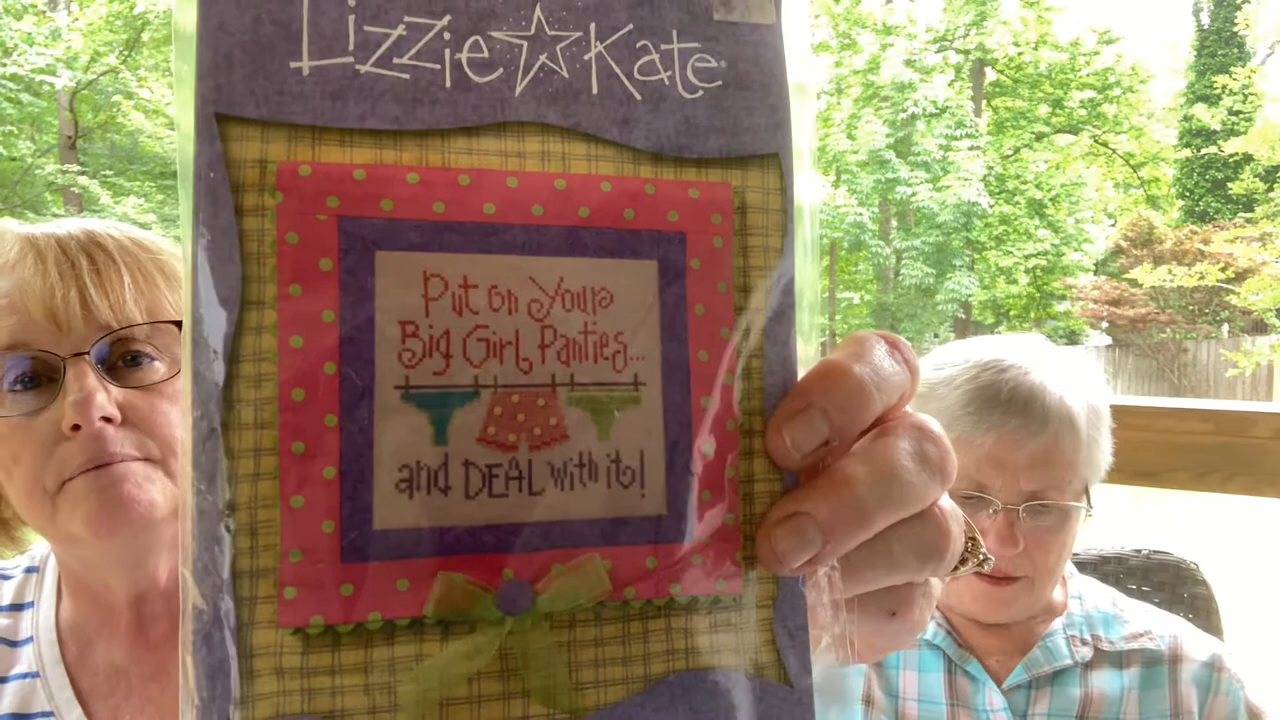 Lizzie Kate
Put on Your
Big Girl Panties...
and DEAL with it!